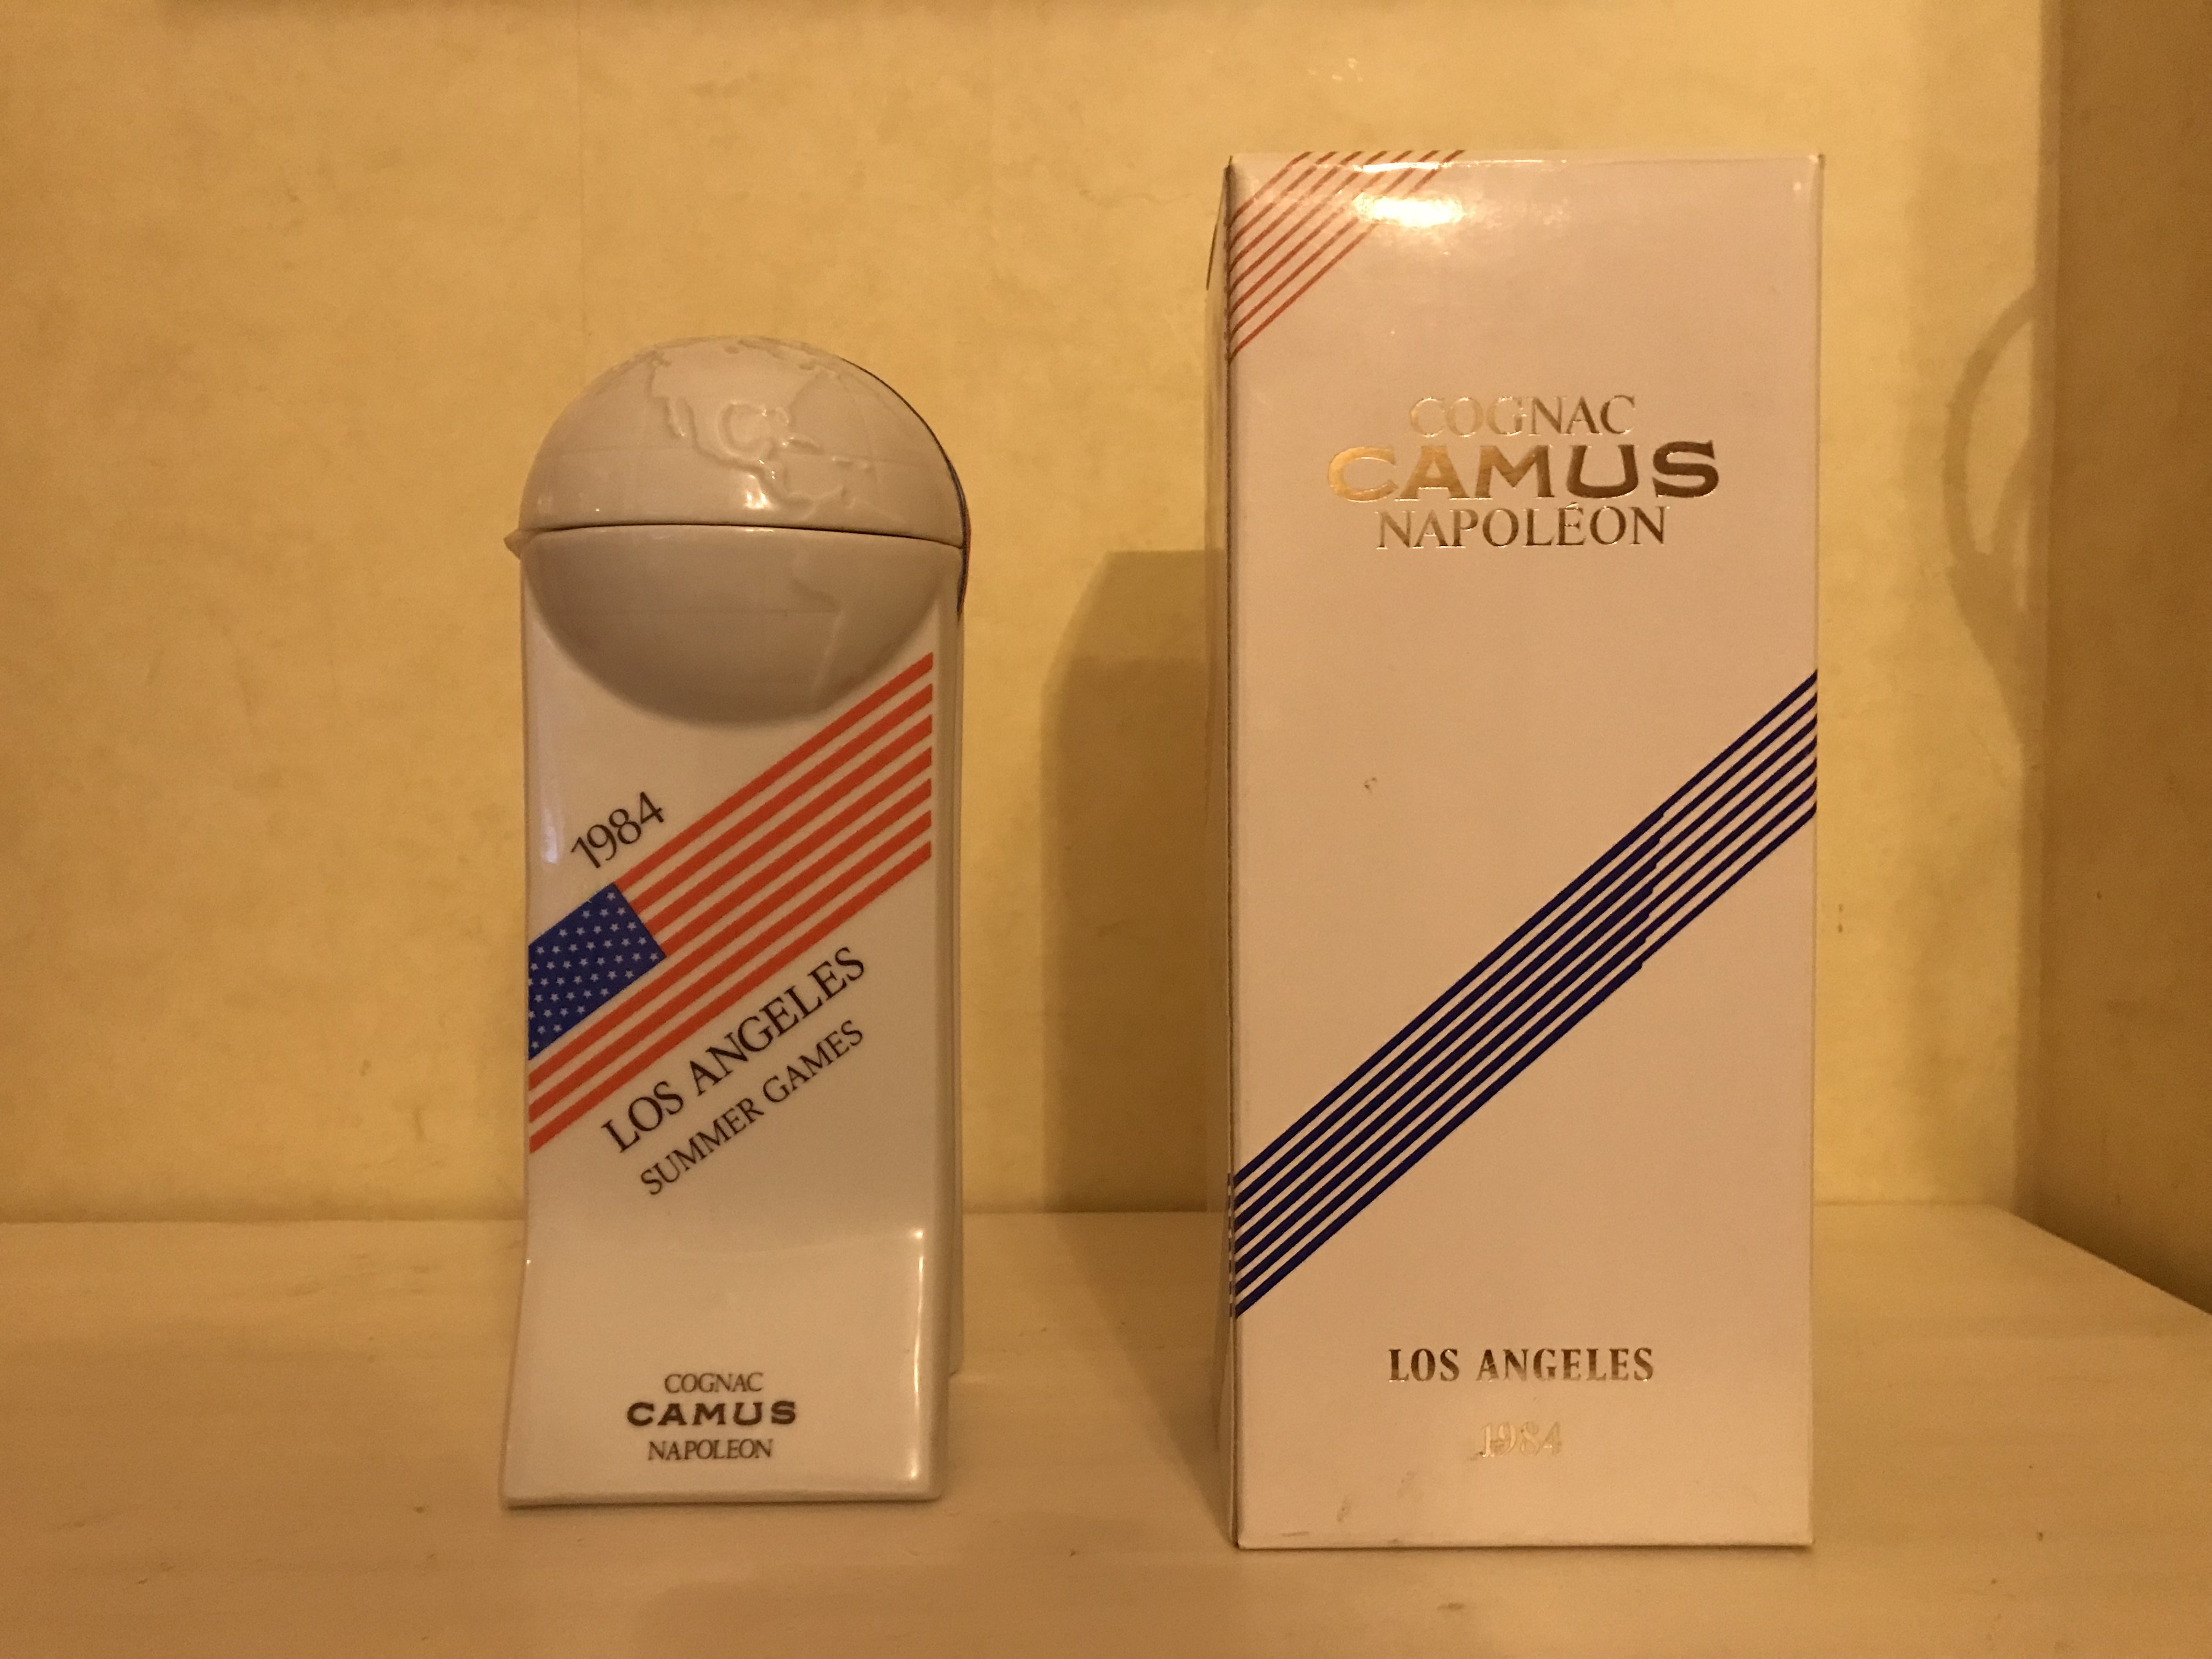 1984
LOS ANGELES
SUMMER GAMES
COGNAC
CAMUS
NAPOLEON
COGNAC
CAMUS
NAPOLÉON
LOS ANGELES
1984